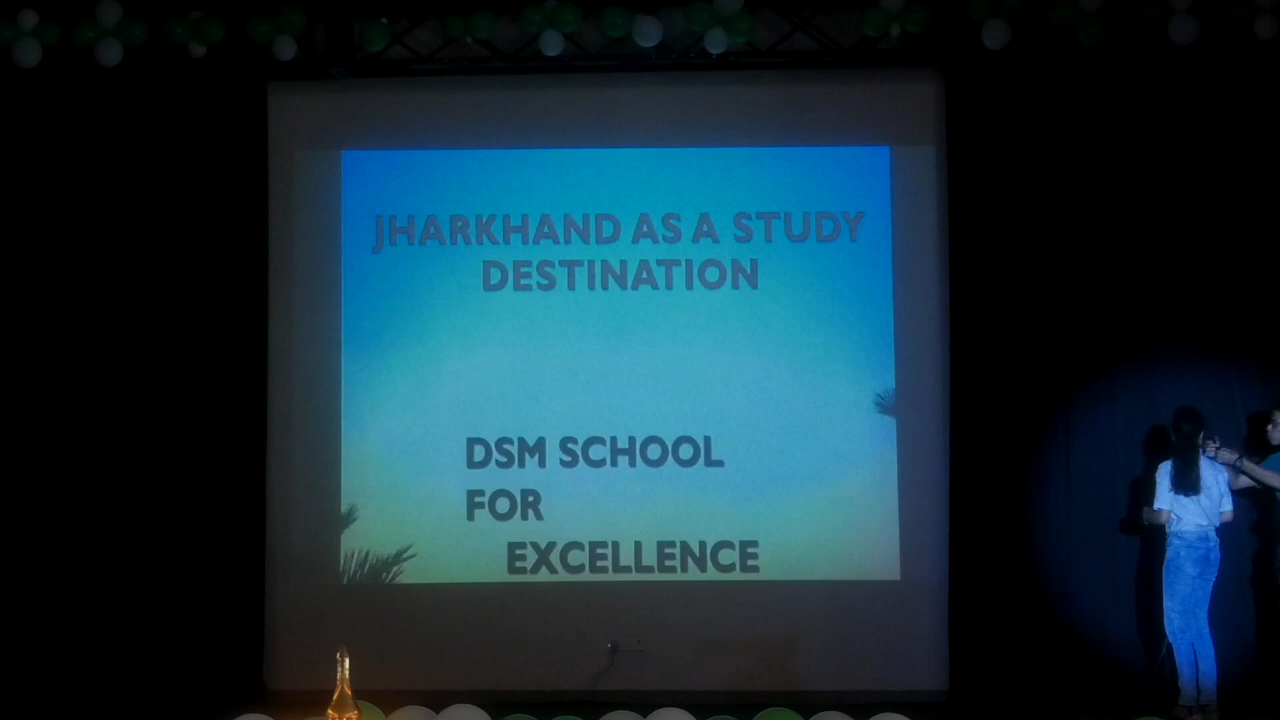 JHARKHAND AS A STUDY
DESTINATION
DSM SCHOOL
FOR
EXCELLENCE